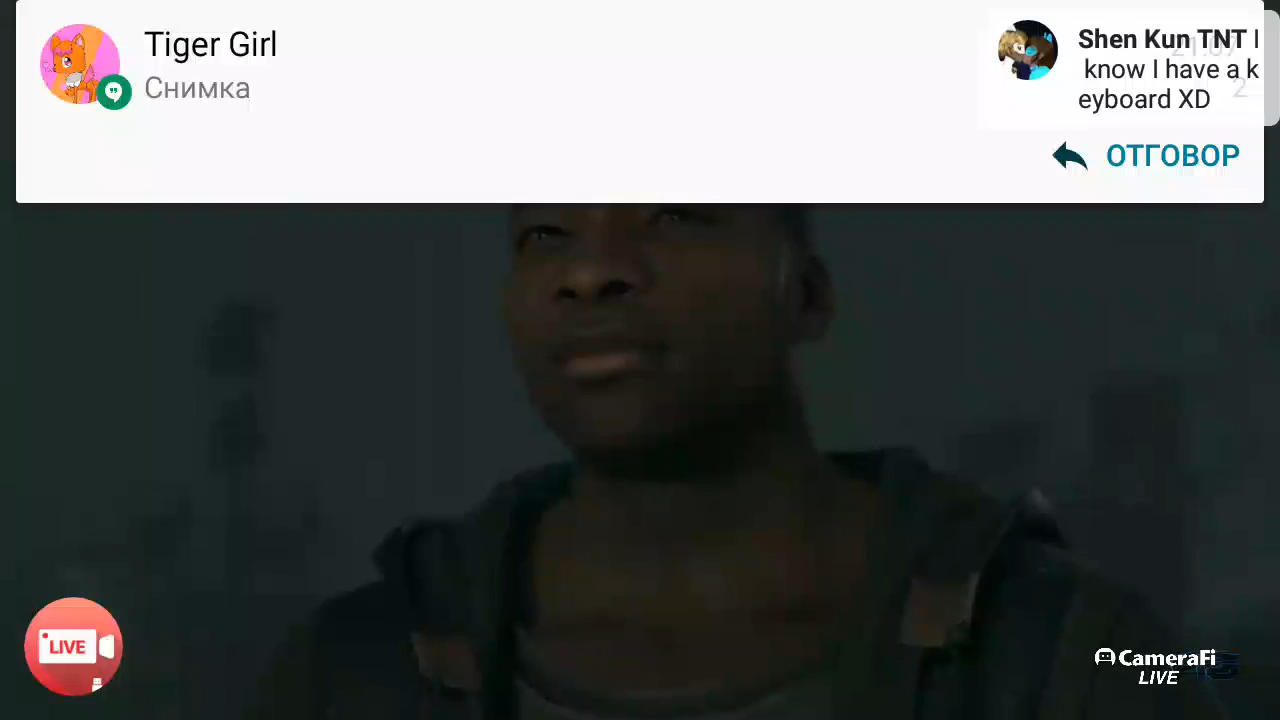 Tiger Girl
Снимка
Shen Kun TNT I
know I have a k
eyboard XD
ОТГОВОР
LIVE
CameraFi
LIVE